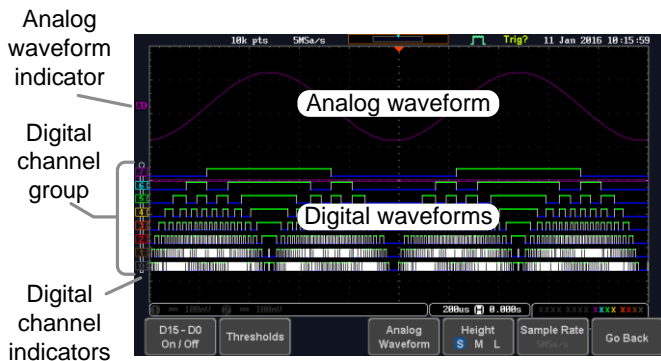 Analog
waveform
indicator
Digital
channel
group
Digital
channel
indicators
10k pts 5MSa/s Trig? 11 Jan 2016 10:15:59
Analog waveform
Digital waveforms
100mV 100mV 200us H 0.000s
D15-D0
On / Off
Thresholds
Analog
Waveform
Height
S M L
Sample Rate
5MSa/s
Go Back